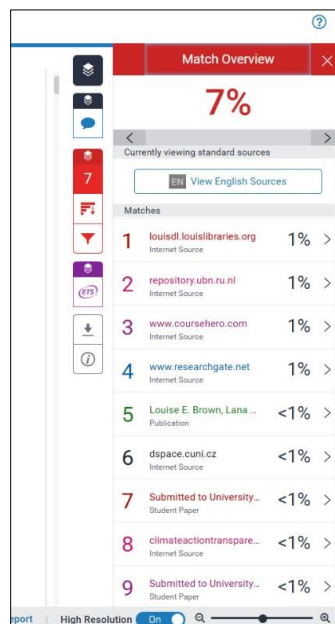 ?
Match Overview
7%
Currently viewing standard sources
EN View English Sources
Matches
7
ETS
i
1 louisdl.louislibraries.org 1%
Internet Source
2 repository.ubn.ru.nl 1%
Internet Source
3 www.coursehero.com 1%
Internet Source
4 www.researchgate.net 1%
Internet Source
5 Louise E. Brown, Lana ... <1%
Publication
6 dspace.cuni.cz <1%
Internet Source
7 Submitted to University... <1%
Student Paper
8 climateactiontranspare... <1%
Internet Source
9 Submitted to University... <1%
Student Paper
eport High Resolution On